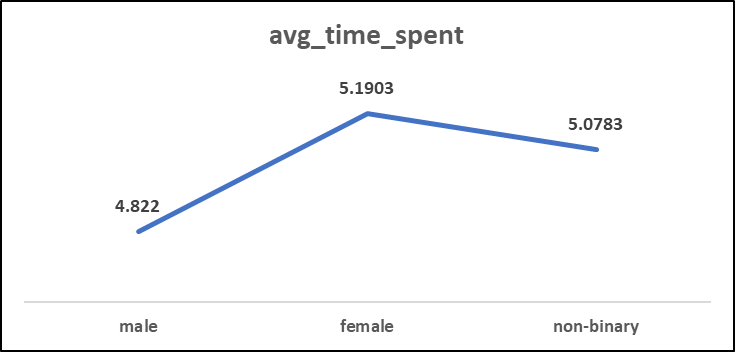 avg_time_spent
5.1903
5.0783
4.822
male female non-binary